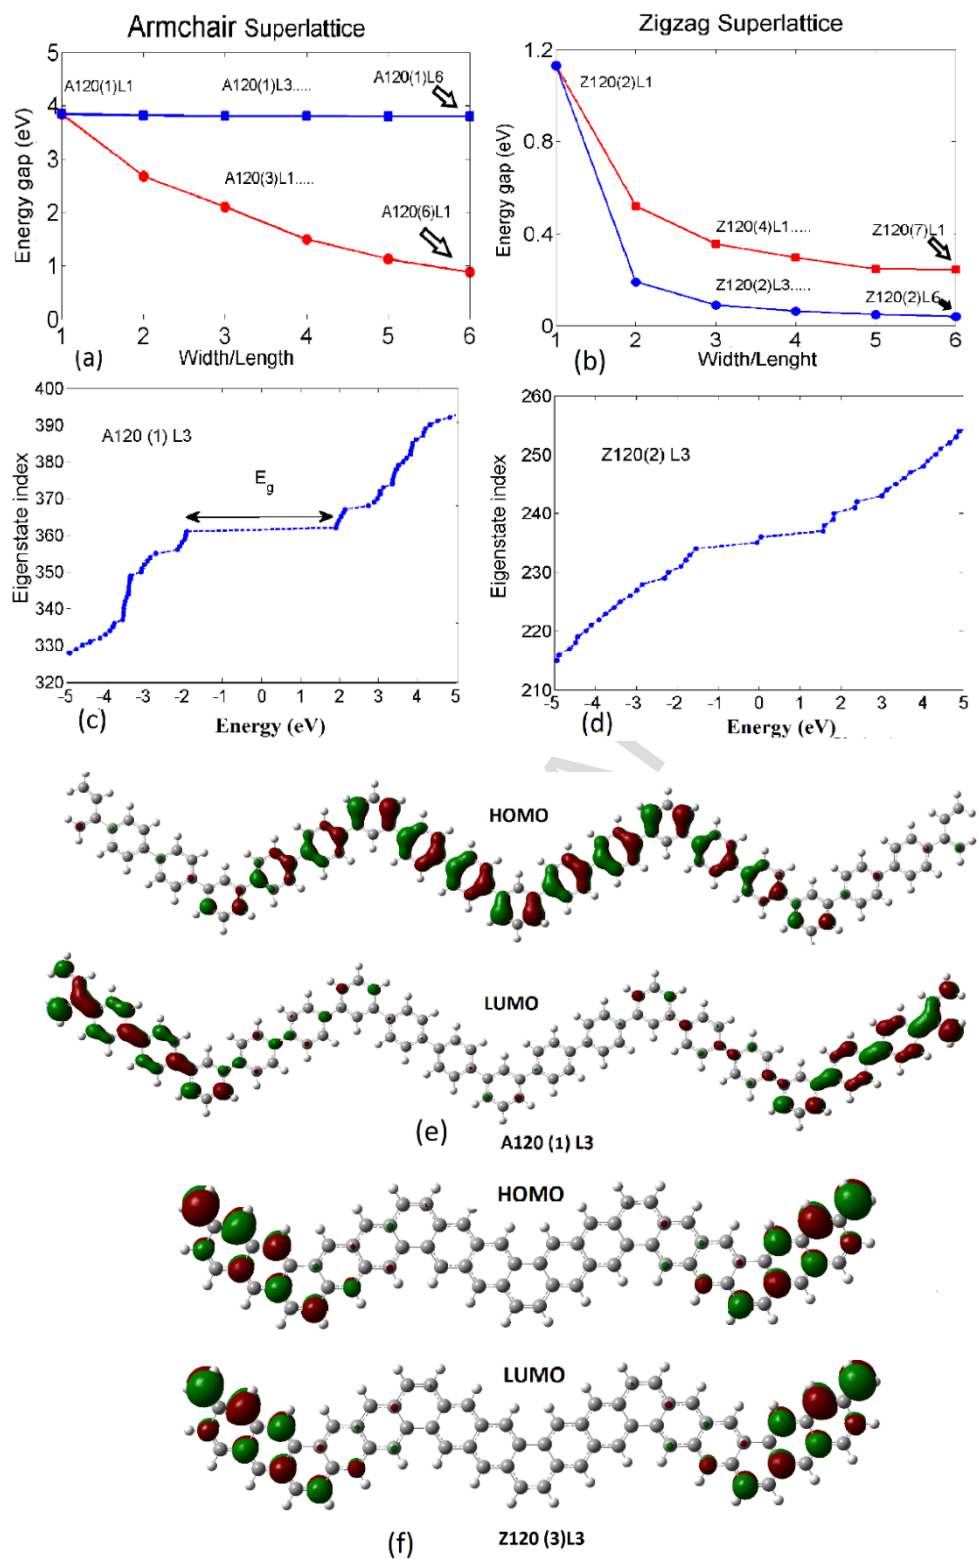 Armchair Superlattice
Zigzag Superlattice
Energy gap (eV)
5
4
3
2
1
0
A120(1)L1
A120(1)L3.....
A120(1)L6
A120(3)L1.....
A120(6)L1
1 2 3 4 5 6
(a) Width/Length
Energy gap (eV)
1.2
0.8
0.4
0
Z120(2)L1
Z120(4)L1.....
Z120(7)L1
Z120(2)L3.....
Z120(2)L6
1 2 3 4 5 6
(b) Width/Lenght
Eigenstate index
400
390
380
370
360
350
340
330
320
A120 (1) L3
Eg
-5 -4 -3 -2 -1 0 1 2 3 4 5
(c) Energy (eV)
Eigenstate index
260
250
240
230
220
210
Z120(2) L3
-5 -4 -3 -2 -1 0 1 2 3 4 5
(d) Energy (eV)
HOMO
LUMO
(e)
A120 (1) L3
HOMO
LUMO
(f)
Z120 (3)L3